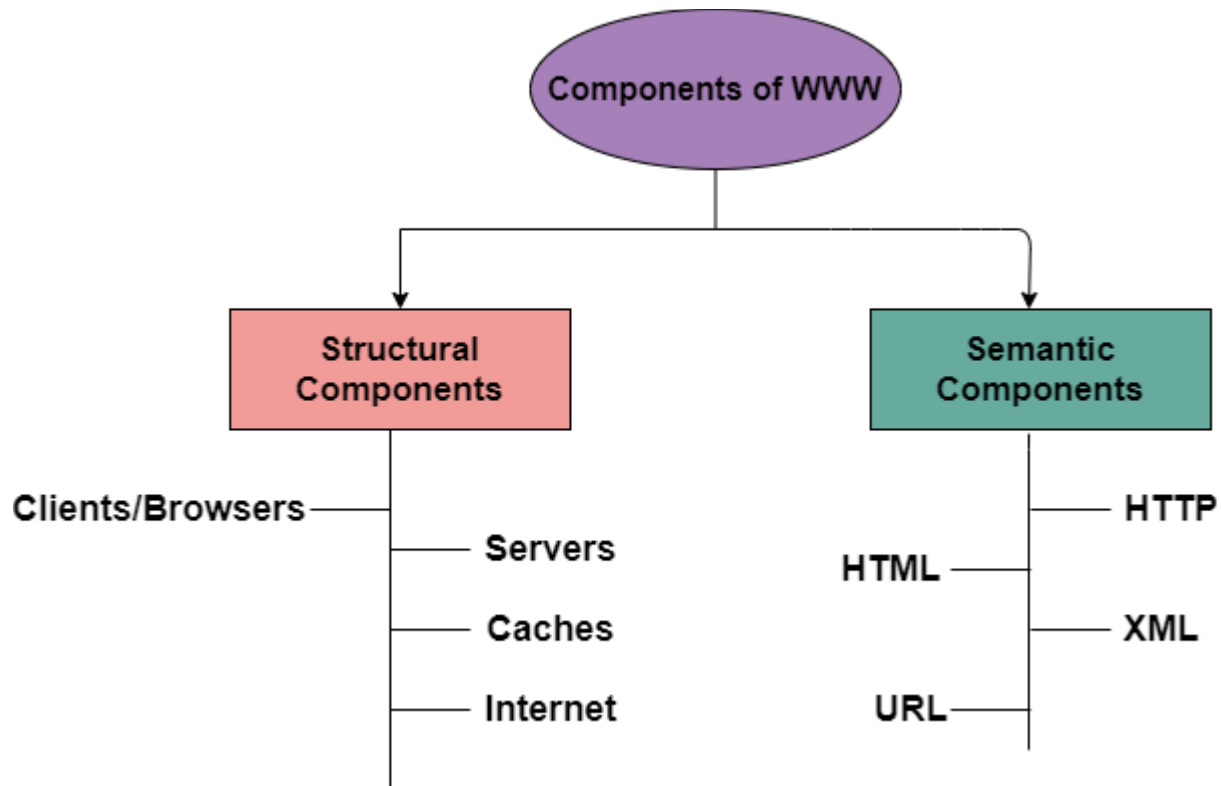 Components of WWW
Structural
Components
Semantic
Components
Clients/Browsers
Servers
Caches
Internet
HTTP
HTML
XML
URL